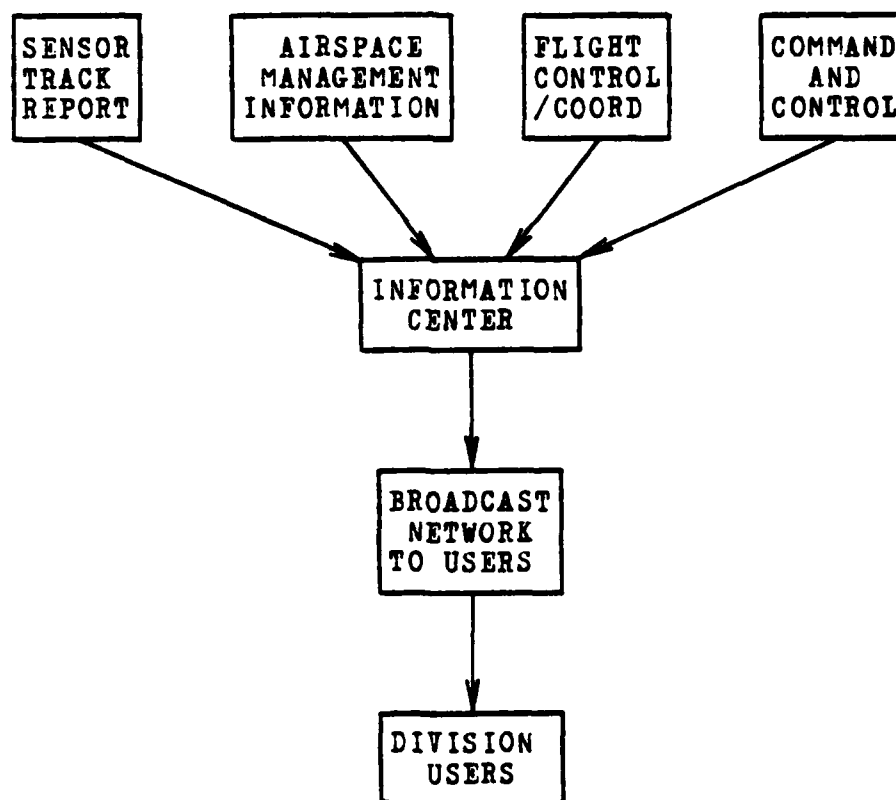 SENSOR
TRACK
REPORT
AIRSPACE
MANAGEMENT
INFORMATION
FLIGHT
CONTROL
/COORD
COMMAND
AND
CONTROL
INFORMATION
CENTER
BROADCAST
NETWORK
TO USERS
DIVISION
USERS